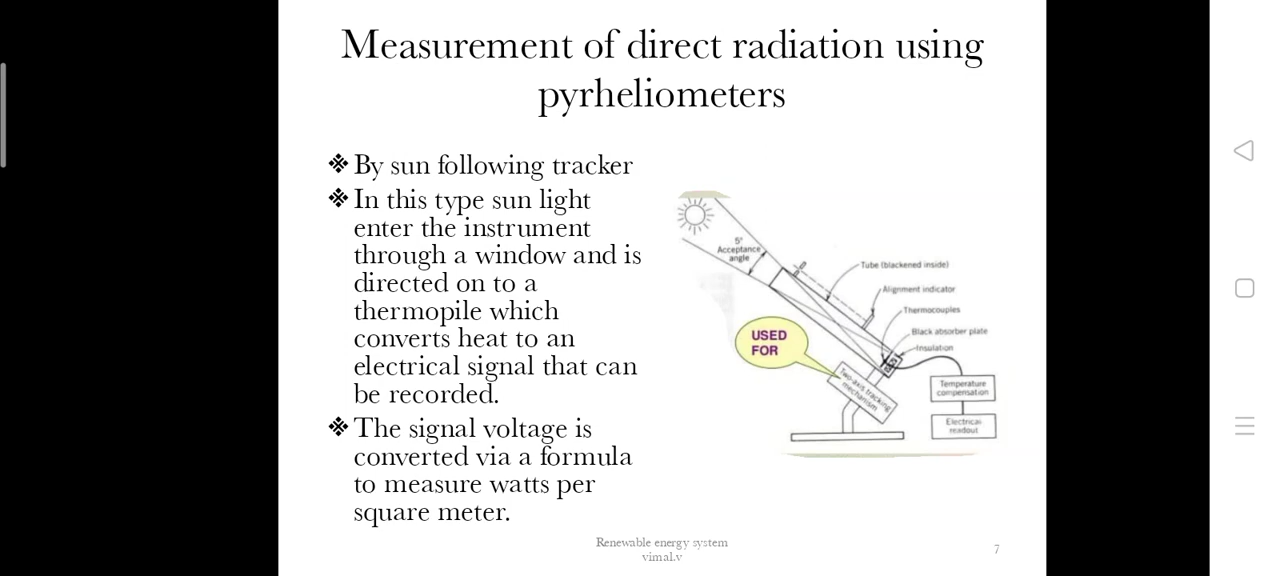 Measurement of direct radiation using
pyrheliometers
❖ By sun following tracker
❖ In this type sun light
enter the instrument
through a window and is
directed on to a
thermopile which
converts heat to an
electrical signal that can
be recorded.
❖ The signal voltage is
converted via a formula
to measure watts per
square meter.
5°
Acceptance
angle
Tube (blackened inside)
Alignment indicator
Thermocouples
Black absorber plate
Insulation
USED
FOR
Two-axis tracking
mechanism
Temperature
compensation
Electrical
readout
Renewable energy system
vimal.v
7